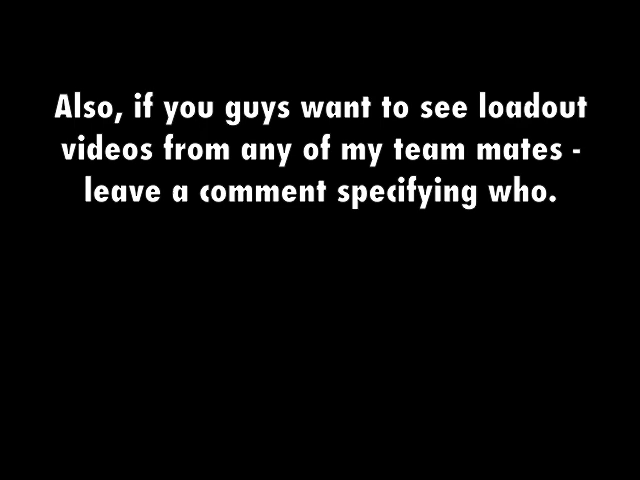 Also, if you guys want to see loadout
videos from any of my team mates -
leave a comment specifying who.